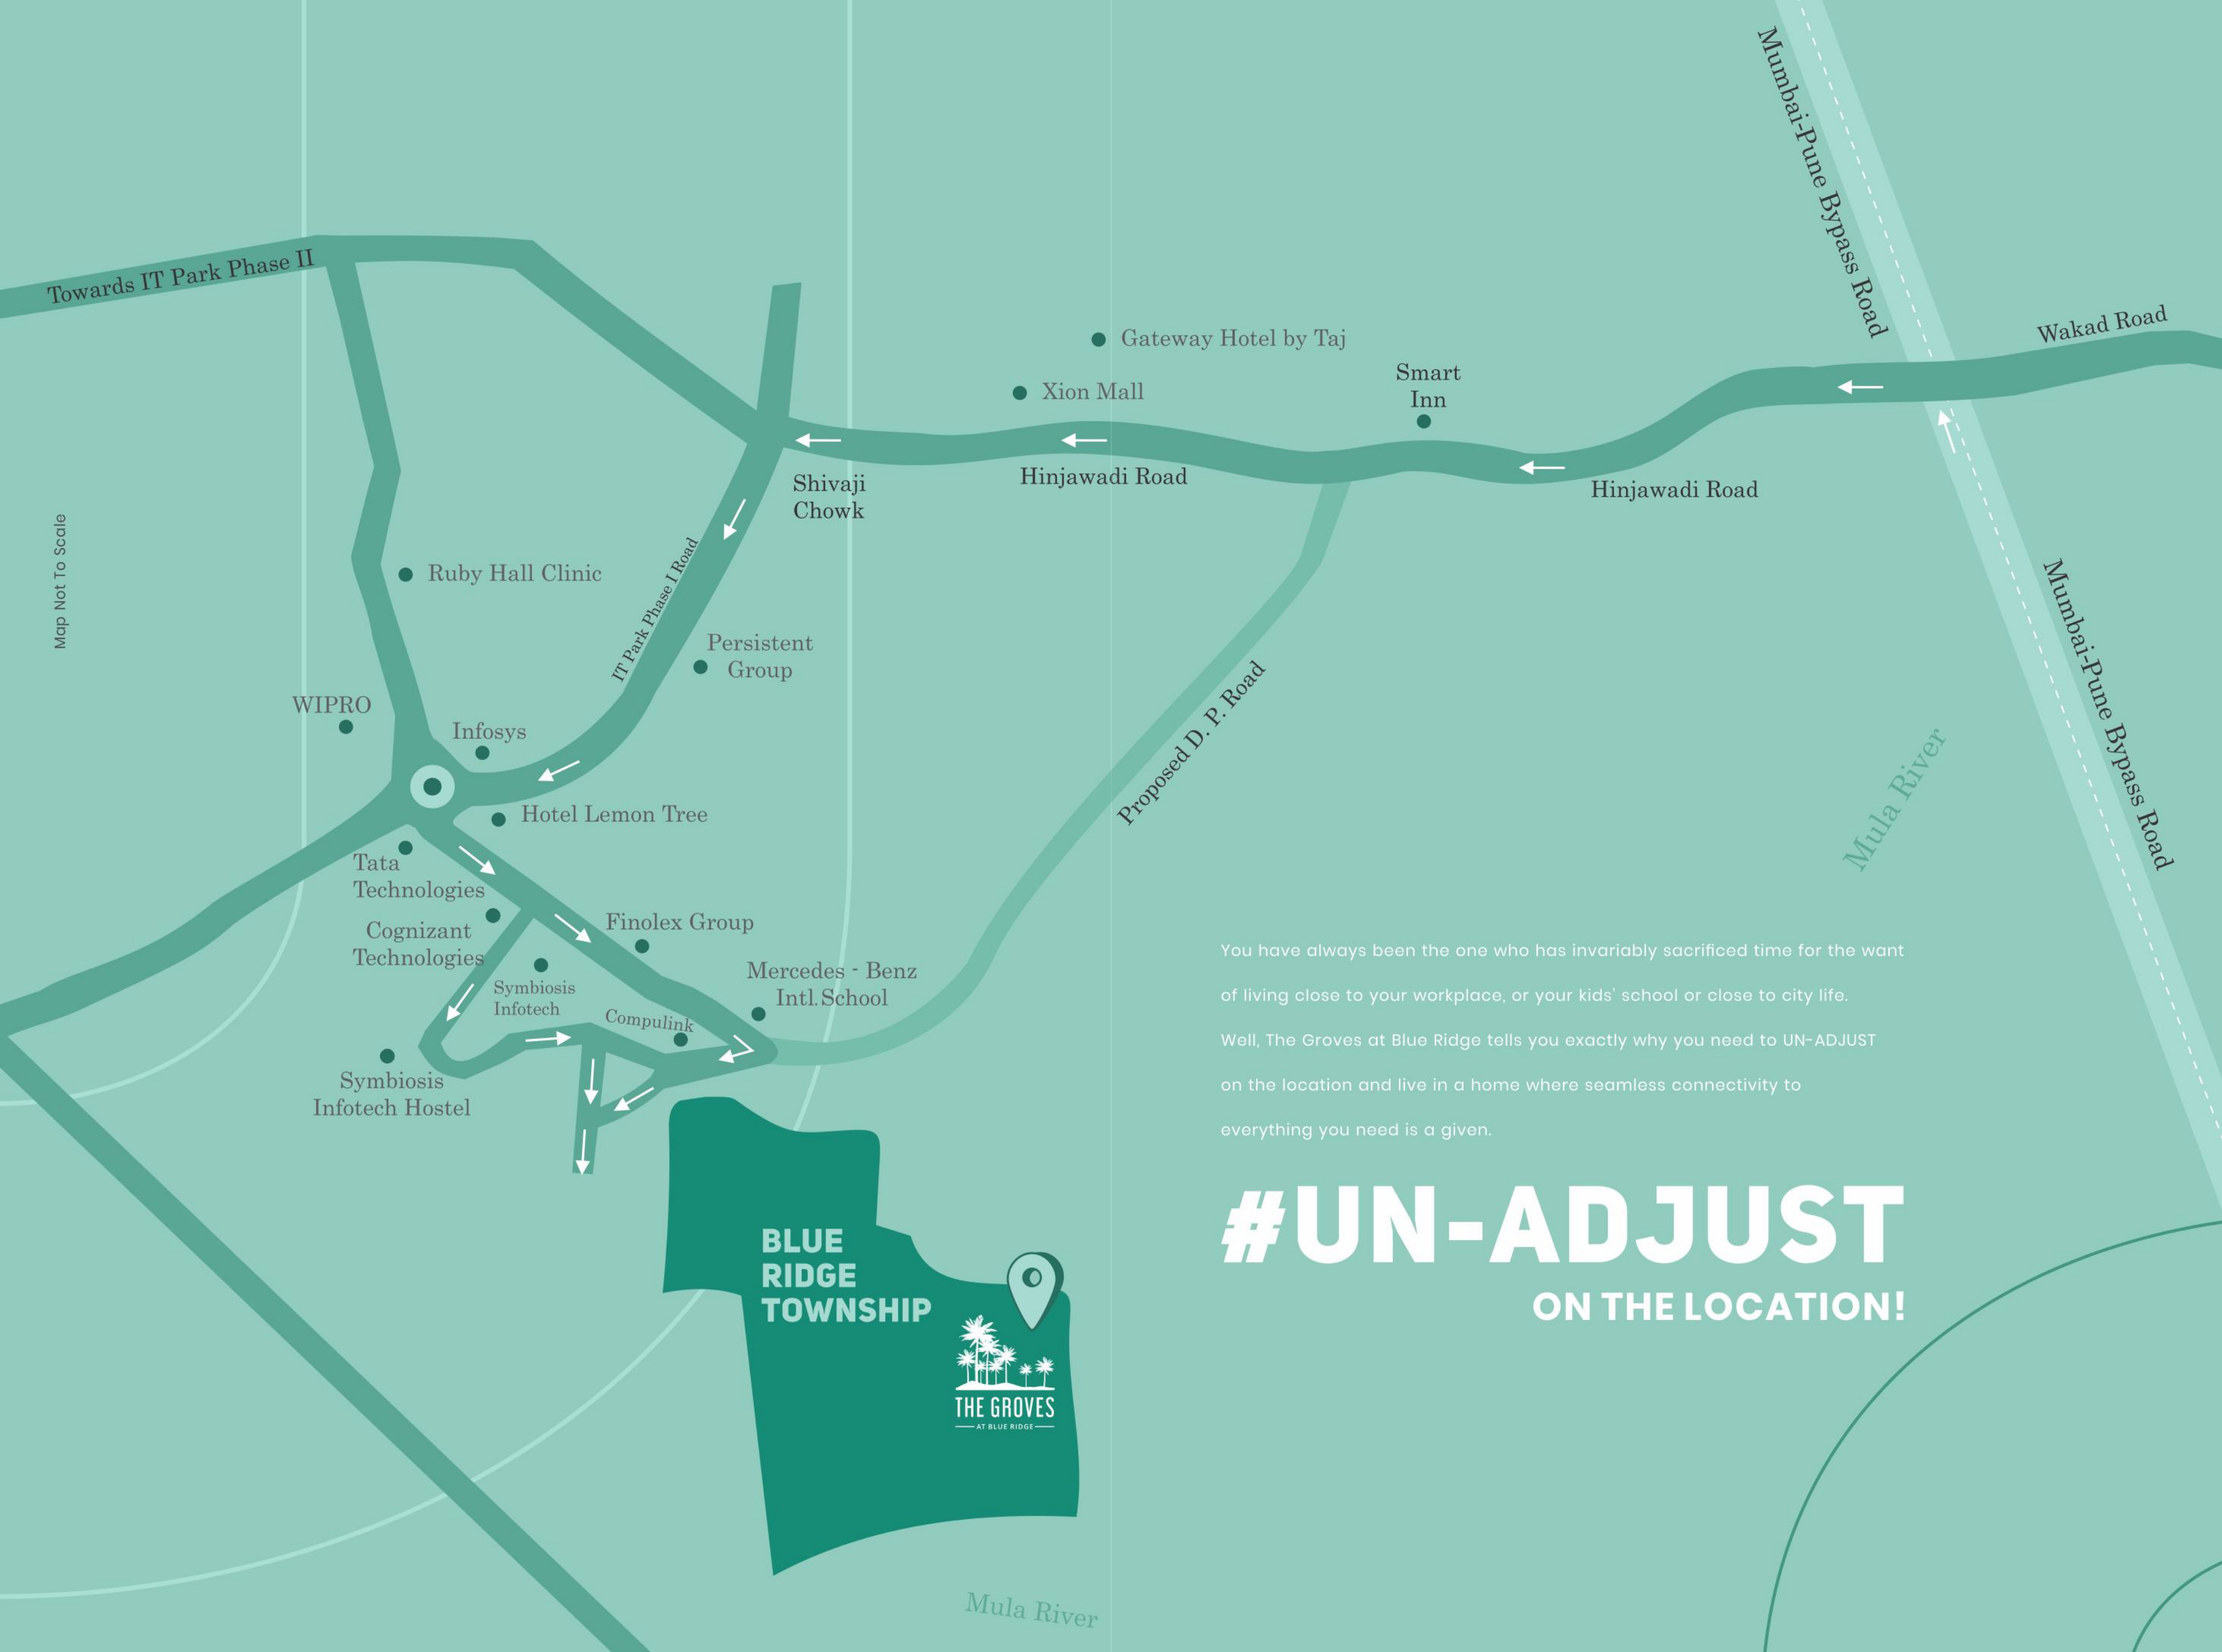 Mumbai-Pune Bypass Road
Towards IT Park Phase II
Wakad Road
Gateway Hotel by Taj
Xion Mall
Smart
Inn
Hinjawadi Road
Hinjawadi Road
Shivaji
Chowk
Map Not To Scale
Ruby Hall Clinic
IT Park Phase I Road
Persistent
Group
Mumbai-Pune Bypass Road
Proposed D. P. Road
Mula River
WIPRO
Infosys
Hotel Lemon Tree
Tata
Technologies
Cognizant
Technologies
Finolex Group
Symbiosis
Infotech
Compulink
Mercedes - Benz
Intl. School
Symbiosis
Infotech Hostel
You have always been the one who has invariably sacrificed time for the want
of living close to your workplace, or your kids' school or close to city life.
Well, The Groves at Blue Ridge tells you exactly why you need to UN-ADJUST
on the location and live in a home where seamless connectivity to
everything you need is a given.
#UN-ADJUST
ON THE LOCATION!
BLUE
RIDGE
TOWNSHIP
THE GROVES
AT BLUE RIDGE
Mula River